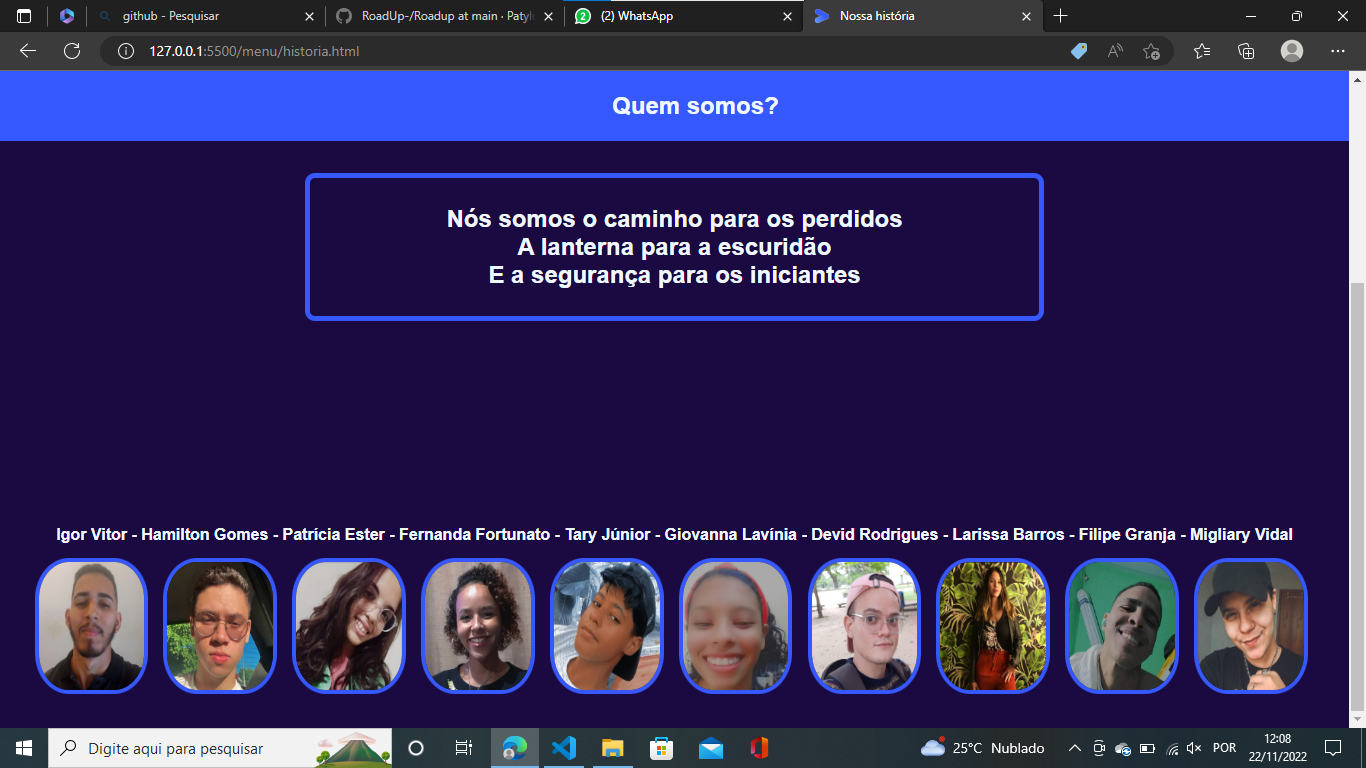 github - Pesquisar
RoadUp-/Roadup at main · Patyl
(2) WhatsApp
Nossa história
127.0.0.1:5500/menu/historia.html
Quem somos?
Nós somos o caminho para os perdidos
A lanterna para a escuridão
E a segurança para os iniciantes
Igor Vitor - Hamilton Gomes - Patrícia Ester - Fernanda Fortunato - Tary Júnior - Giovanna Lavínia - Devid Rodrigues - Larissa Barros - Filipe Granja - Migliary Vidal
Digite aqui para pesquisar
25°C Nublado
POR
12:08
22/11/2022